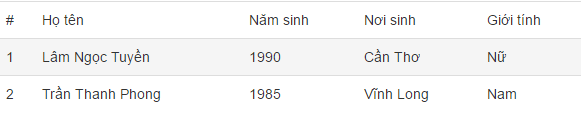 # Họ tên Năm sinh Nơi sinh Giới tính
1 Lâm Ngọc Tuyền 1990 Cần Thơ Nữ
2 Trần Thanh Phong 1985 Vĩnh Long Nam